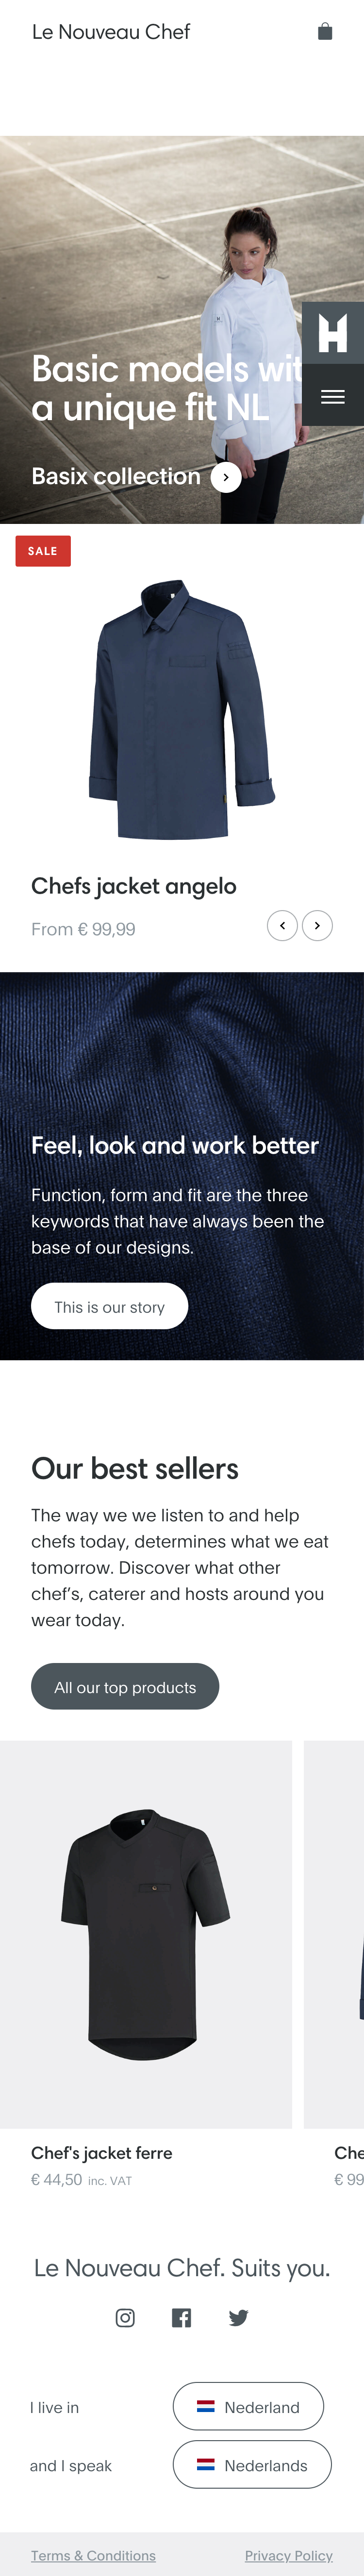 Le Nouveau Chef
Basic models wit
a unique fit NL
Basix collection
SALE
Chefs jacket angelo
From € 99,99
Feel, look and work better
Function, form and fit are the three
keywords that have always been the
base of our designs.
This is our story
Our best sellers
The way we we listen to and help
chefs today, determines what we eat
tomorrow. Discover what other
chef’s, caterer and hosts around you
wear today.
All our top products
Chef's jacket ferre
Che
€ 44,50 inc. VAT
€ 99
Le Nouveau Chef. Suits you.
I live in
Nederland
and I speak
Nederlands
Terms & Conditions
Privacy Policy